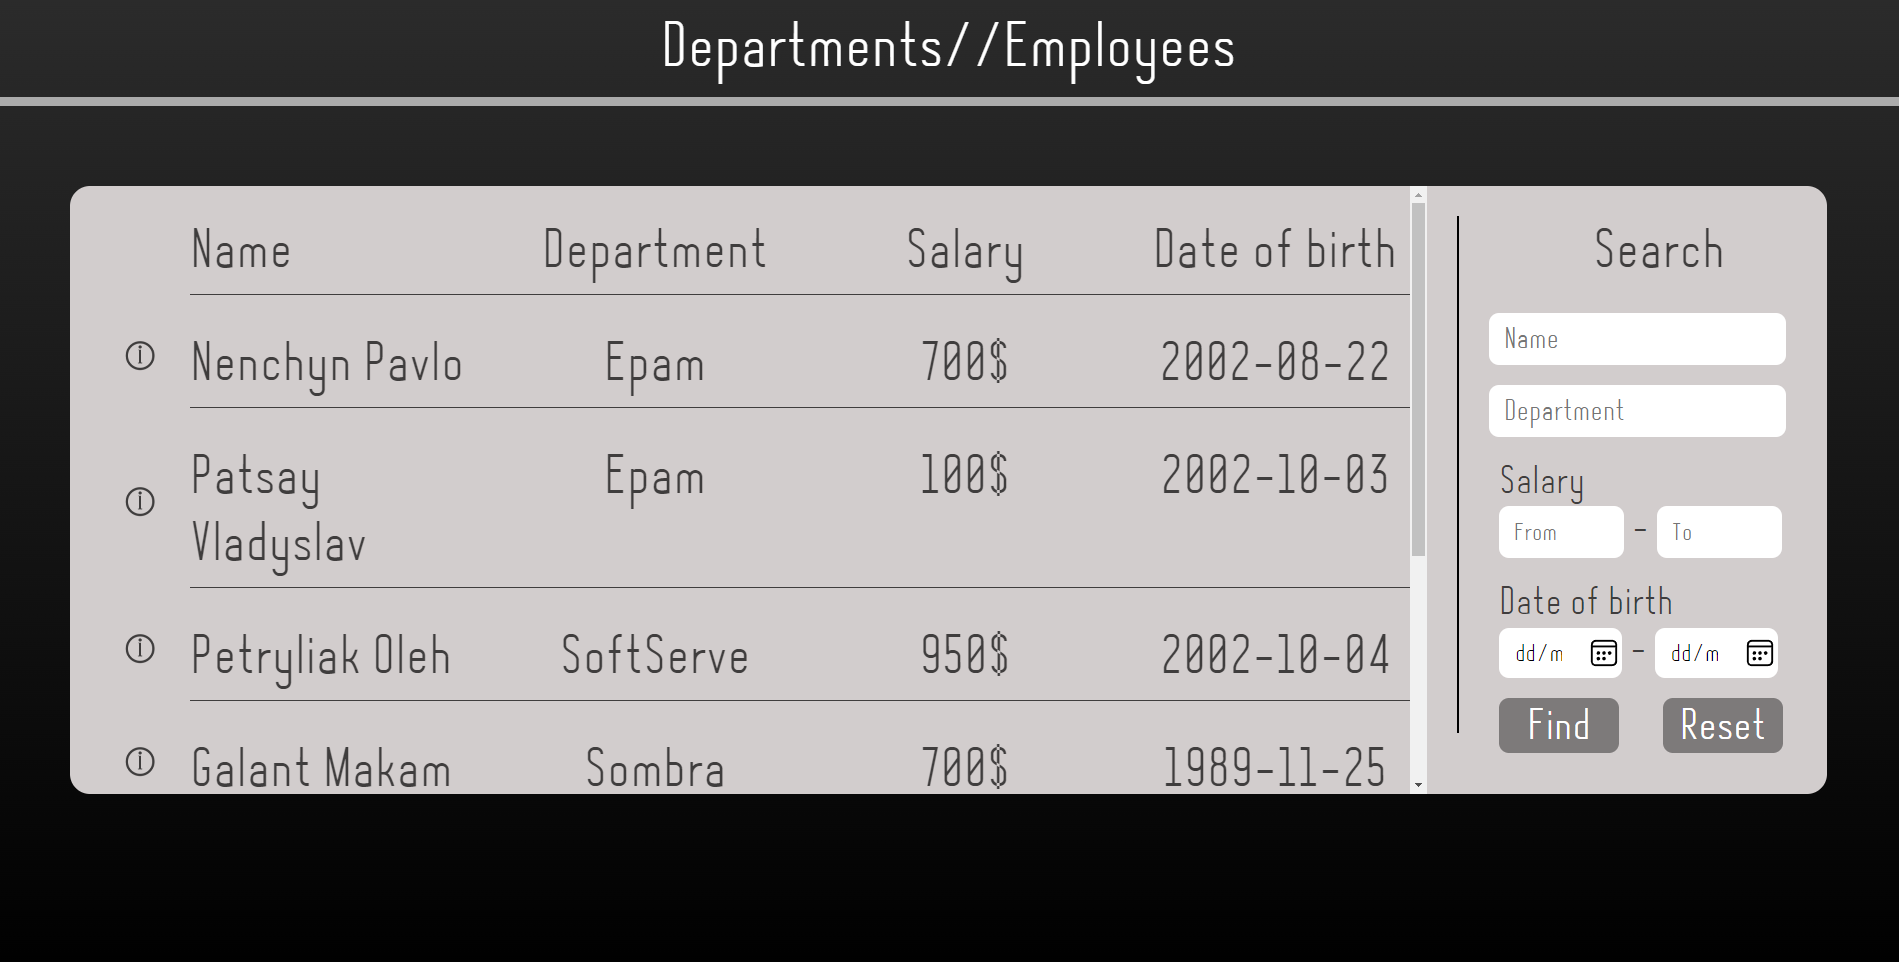 Departments//Employees
Name Department Salary Date of birth
Nenchyn Pavlo Epam 700$ 2002-08-22
Patsay Epam 100$ 2002-10-03
Vladyslav
Petryliak Oleh SoftServe 950$ 2002-10-04
Galant Makam Sombra 700$ 1989-11-25
Search
Name
Department
Salary
From - To
Date of birth
dd/m - dd/m
Find Reset